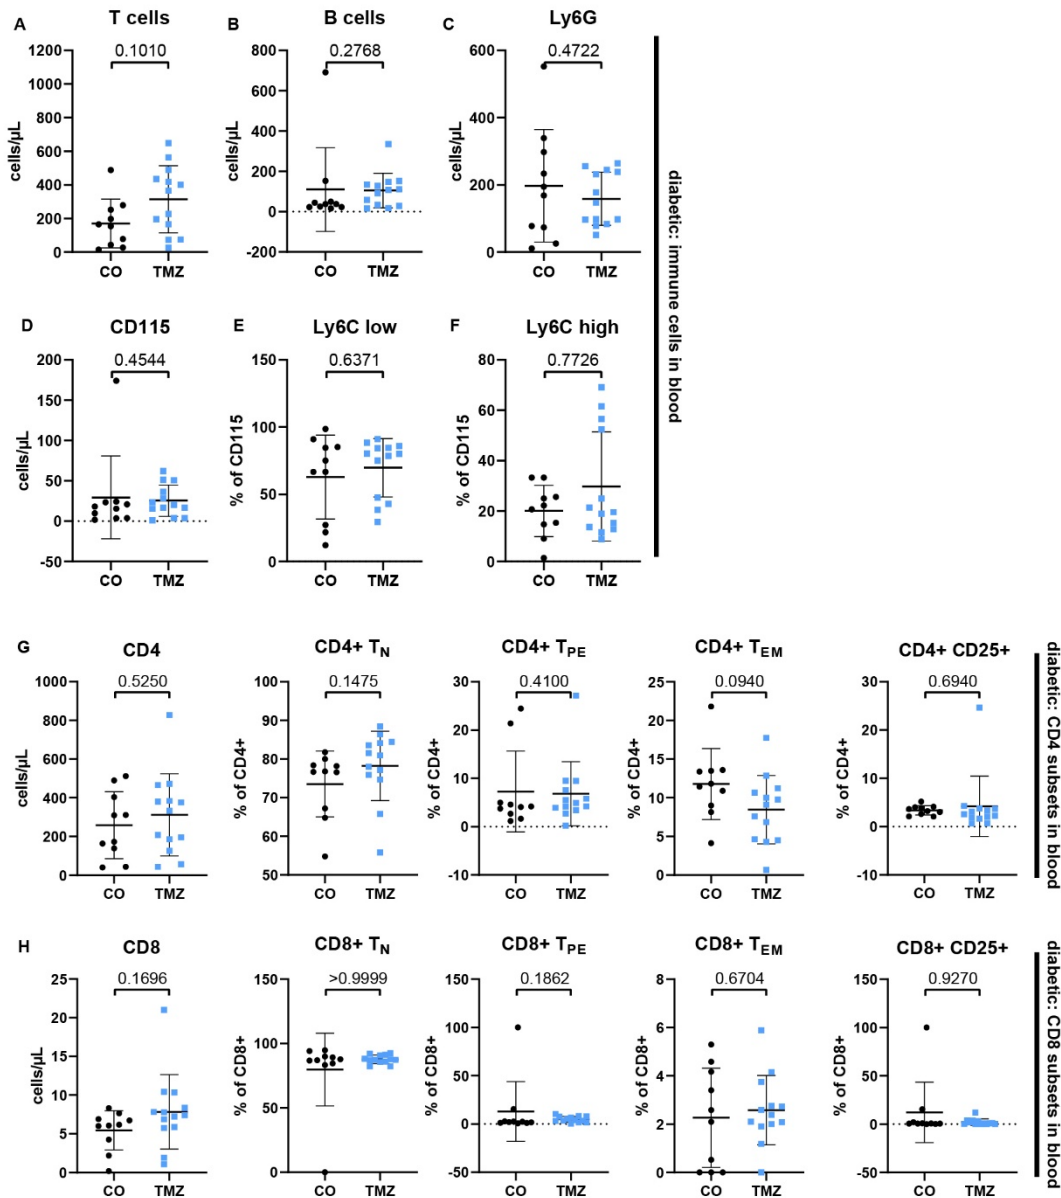 A
T cells
0.1010
cells/µL
1200
1000
800
600
400
200
0
CO
TMZ
B
B cells
0.2768
cells/µL
800
600
400
200
0
-200
CO
TMZ
C
Ly6G
0.4722
cells/µL
600
400
200
0
CO
TMZ
diabetic: immune cells in blood
D
CD115
0.4544
cells/µL
200
150
100
50
0
-50
CO
TMZ
E
Ly6C low
0.6371
% of CD115
150
100
50
0
CO
TMZ
F
Ly6C high
0.7726
% of CD115
80
60
40
20
0
CO
TMZ
G
CD4
0.5250
cells/µL
1000
800
600
400
200
0
CO
TMZ
CD4+ TN
0.1475
% of CD4+
100
90
80
70
60
50
CO
TMZ
CD4+ TPE
0.4100
% of CD4+
30
20
10
0
-10
CO
TMZ
CD4+ TEM
0.0940
% of CD4+
25
20
15
10
5
0
CO
TMZ
CD4+ CD25+
0.6940
% of CD4+
30
20
10
0
-10
CO
TMZ
diabetic: CD4 subsets in blood
H
CD8
0.1696
cells/µL
25
20
15
10
5
0
CO
TMZ
CD8+ TN
>0.9999
% of CD8+
150
100
50
0
CO
TMZ
CD8+ TPE
0.1862
% of CD8+
150
100
50
0
-50
CO
TMZ
CD8+ TEM
0.6704
% of CD8+
8
6
4
2
0
CO
TMZ
CD8+ CD25+
0.9270
% of CD8+
150
100
50
0
-50
CO
TMZ
diabetic: CD8 subsets in blood